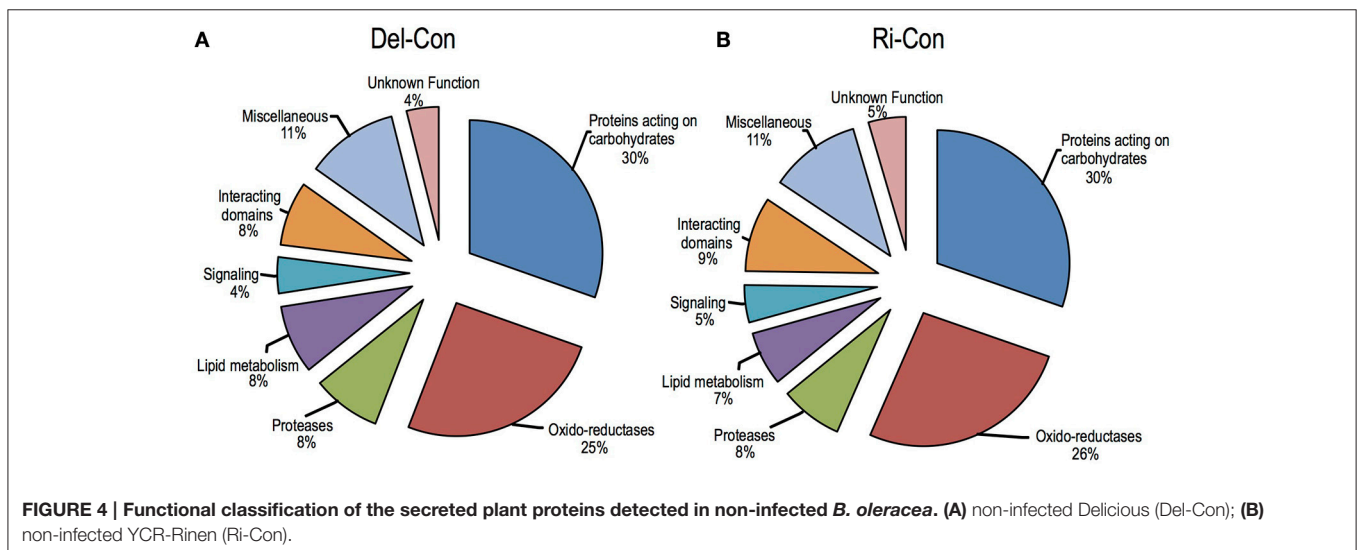 A
Del-Con
Unknown Function
4%
Miscellaneous
11%
Proteins acting on
carbohydrates
30%
Interacting
domains
8%
Signaling
4%
Lipid metabolism
8%
Proteases
8%
Oxido-reductases
25%
B
Ri-Con
Unknown Function
5%
Miscellaneous
11%
Proteins acting on
carbohydrates
30%
Interacting
domains
9%
Signaling
5%
Lipid metabolism
7%
Proteases
8%
Oxido-reductases
26%
FIGURE 4 | Functional classification of the secreted plant proteins detected in non-infected B. oleracea. (A) non-infected Delicious (Del-Con); (B)
non-infected YCR-Rinen (Ri-Con).